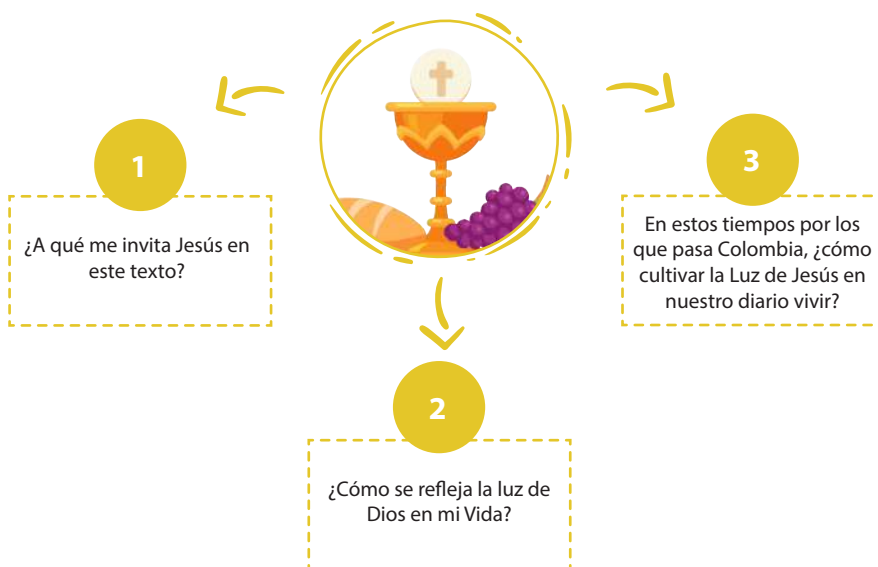 1
¿A qué me invita Jesús en
este texto?
2
¿Cómo se refleja la luz de
Dios en mi Vida?
3
En estos tiempos por los
que pasa Colombia, ¿cómo
cultivar la Luz de Jesús en
nuestro diario vivir?